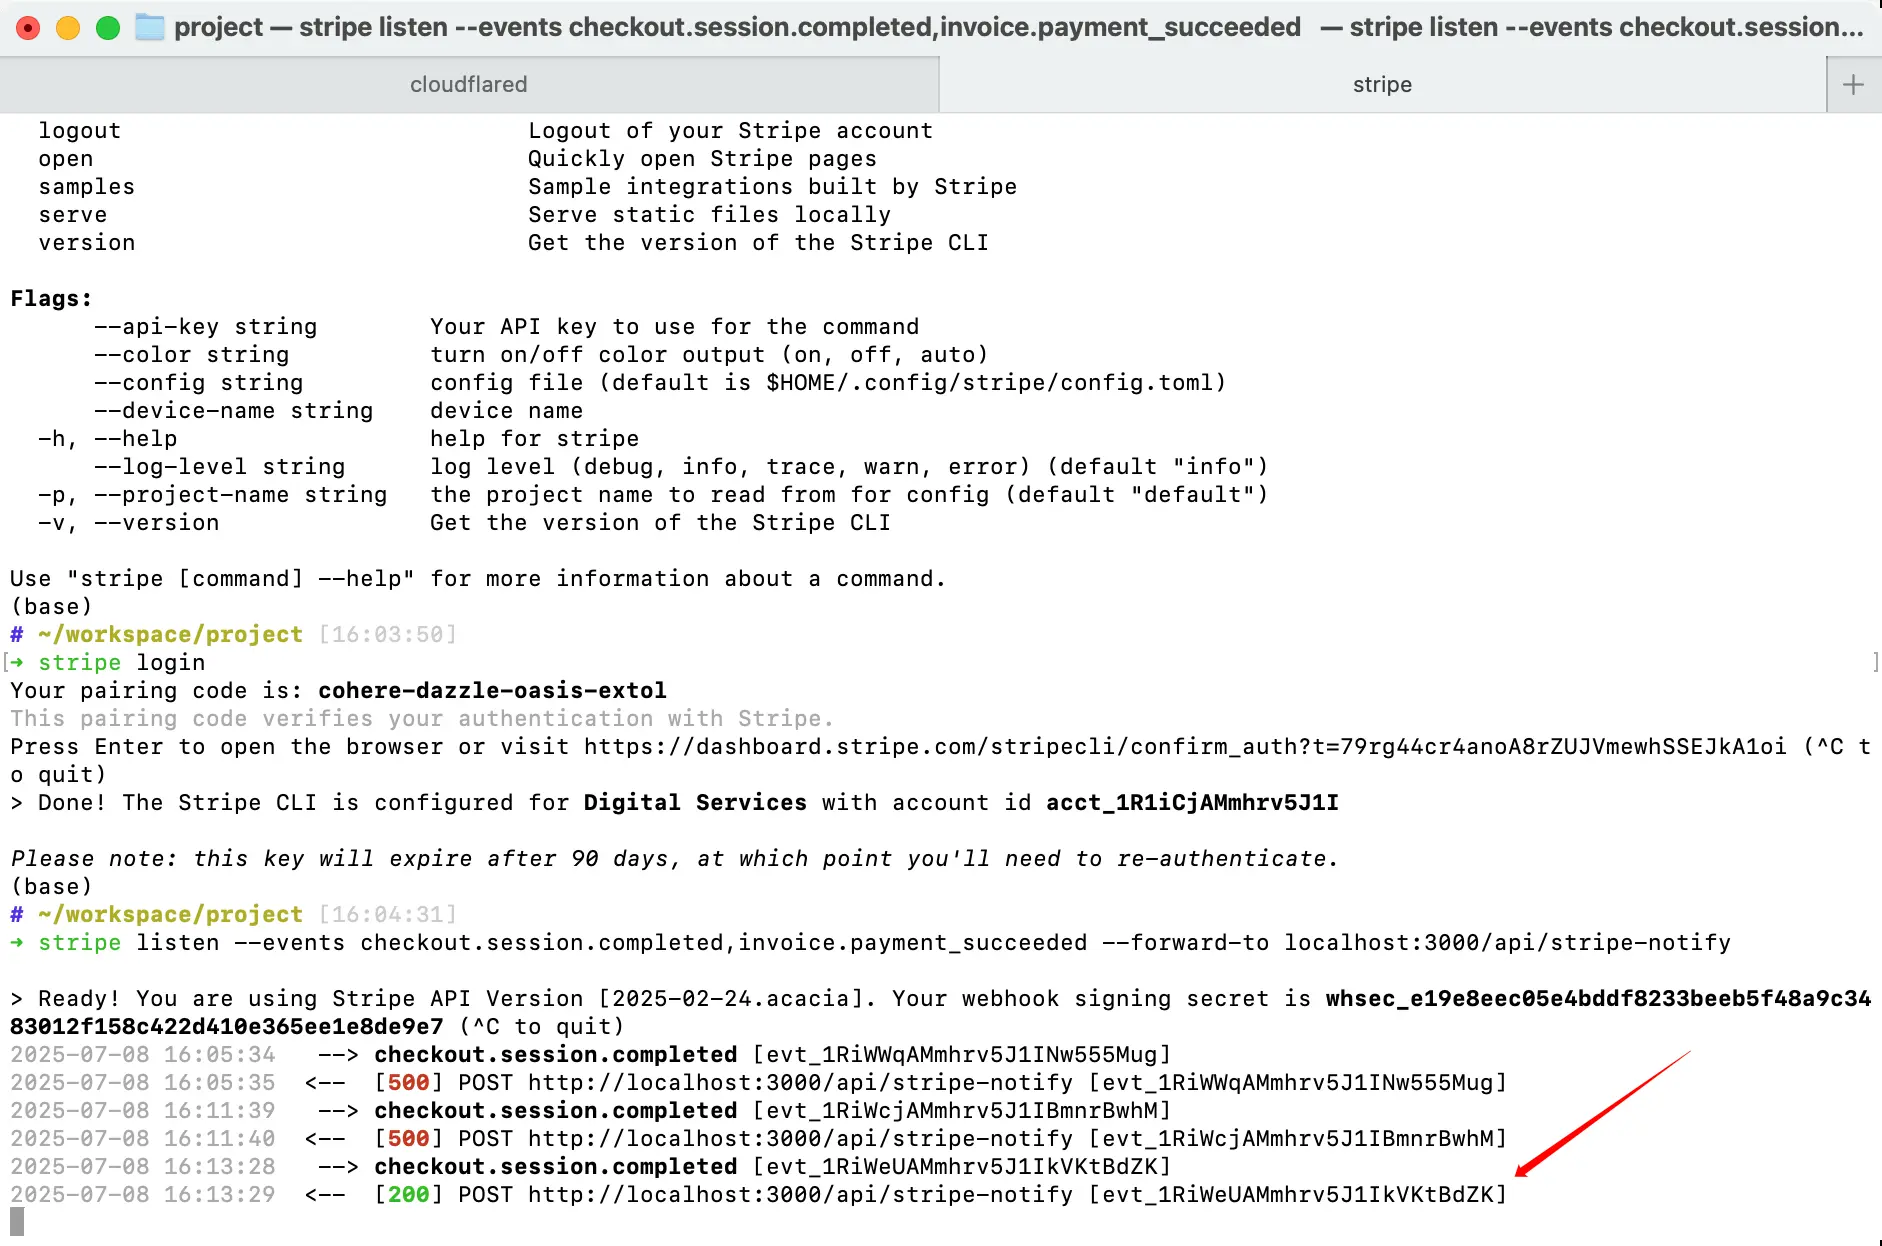 project — stripe listen --events checkout.session.completed,invoice.payment_succeeded — stripe listen --events checkout.session...
cloudflared
stripe
+
logout Logout of your Stripe account
open Quickly open Stripe pages
samples Sample integrations built by Stripe
serve Serve static files locally
version Get the version of the Stripe CLI
Flags:
--api-key string Your API key to use for the command
--color string turn on/off color output (on, off, auto)
--config string config file (default is $HOME/.config/stripe/config.toml)
--device-name string device name
-h, --help help for stripe
--log-level string log level (debug, info, trace, warn, error) (default "info")
-p, --project-name string the project name to read from for config (default "default")
-v, --version Get the version of the Stripe CLI
Use "stripe [command] --help" for more information about a command.
(base)
# ~/workspace/project [16:03:50]
[➜ stripe login ]
Your pairing code is: cohere-dazzle-oasis-extol
This pairing code verifies your authentication with Stripe.
Press Enter to open the browser or visit https://dashboard.stripe.com/stripecli/confirm_auth?t=79rg44cr4anoA8rZUJVmewhSSEJkA1oi (^C t
o quit)
> Done! The Stripe CLI is configured for Digital Services with account id acct_1R1iCjAMmhrv5J1I
Please note: this key will expire after 90 days, at which point you'll need to re-authenticate.
(base)
# ~/workspace/project [16:04:31]
➜ stripe listen --events checkout.session.completed,invoice.payment_succeeded --forward-to localhost:3000/api/stripe-notify
> Ready! You are using Stripe API Version [2025-02-24.acacia]. Your webhook signing secret is whsec_e19e8eec05e4bddf8233beeb5f48a9c34
83012f158c422d410e365ee1e8de9e7 (^C to quit)
2025-07-08 16:05:34 --> checkout.session.completed [evt_1RiWWqAMmhrv5J1INw555Mug]
2025-07-08 16:05:35 <-- [500] POST http://localhost:3000/api/stripe-notify [evt_1RiWWqAMmhrv5J1INw555Mug]
2025-07-08 16:11:39 --> checkout.session.completed [evt_1RiWcjAMmhrv5J1IBmnrBwhM]
2025-07-08 16:11:40 <-- [500] POST http://localhost:3000/api/stripe-notify [evt_1RiWcjAMmhrv5J1IBmnrBwhM]
2025-07-08 16:13:28 --> checkout.session.completed [evt_1RiWeUAMmhrv5J1IkVKtBdZK]
2025-07-08 16:13:29 <-- [200] POST http://localhost:3000/api/stripe-notify [evt_1RiWeUAMmhrv5J1IkVKtBdZK]